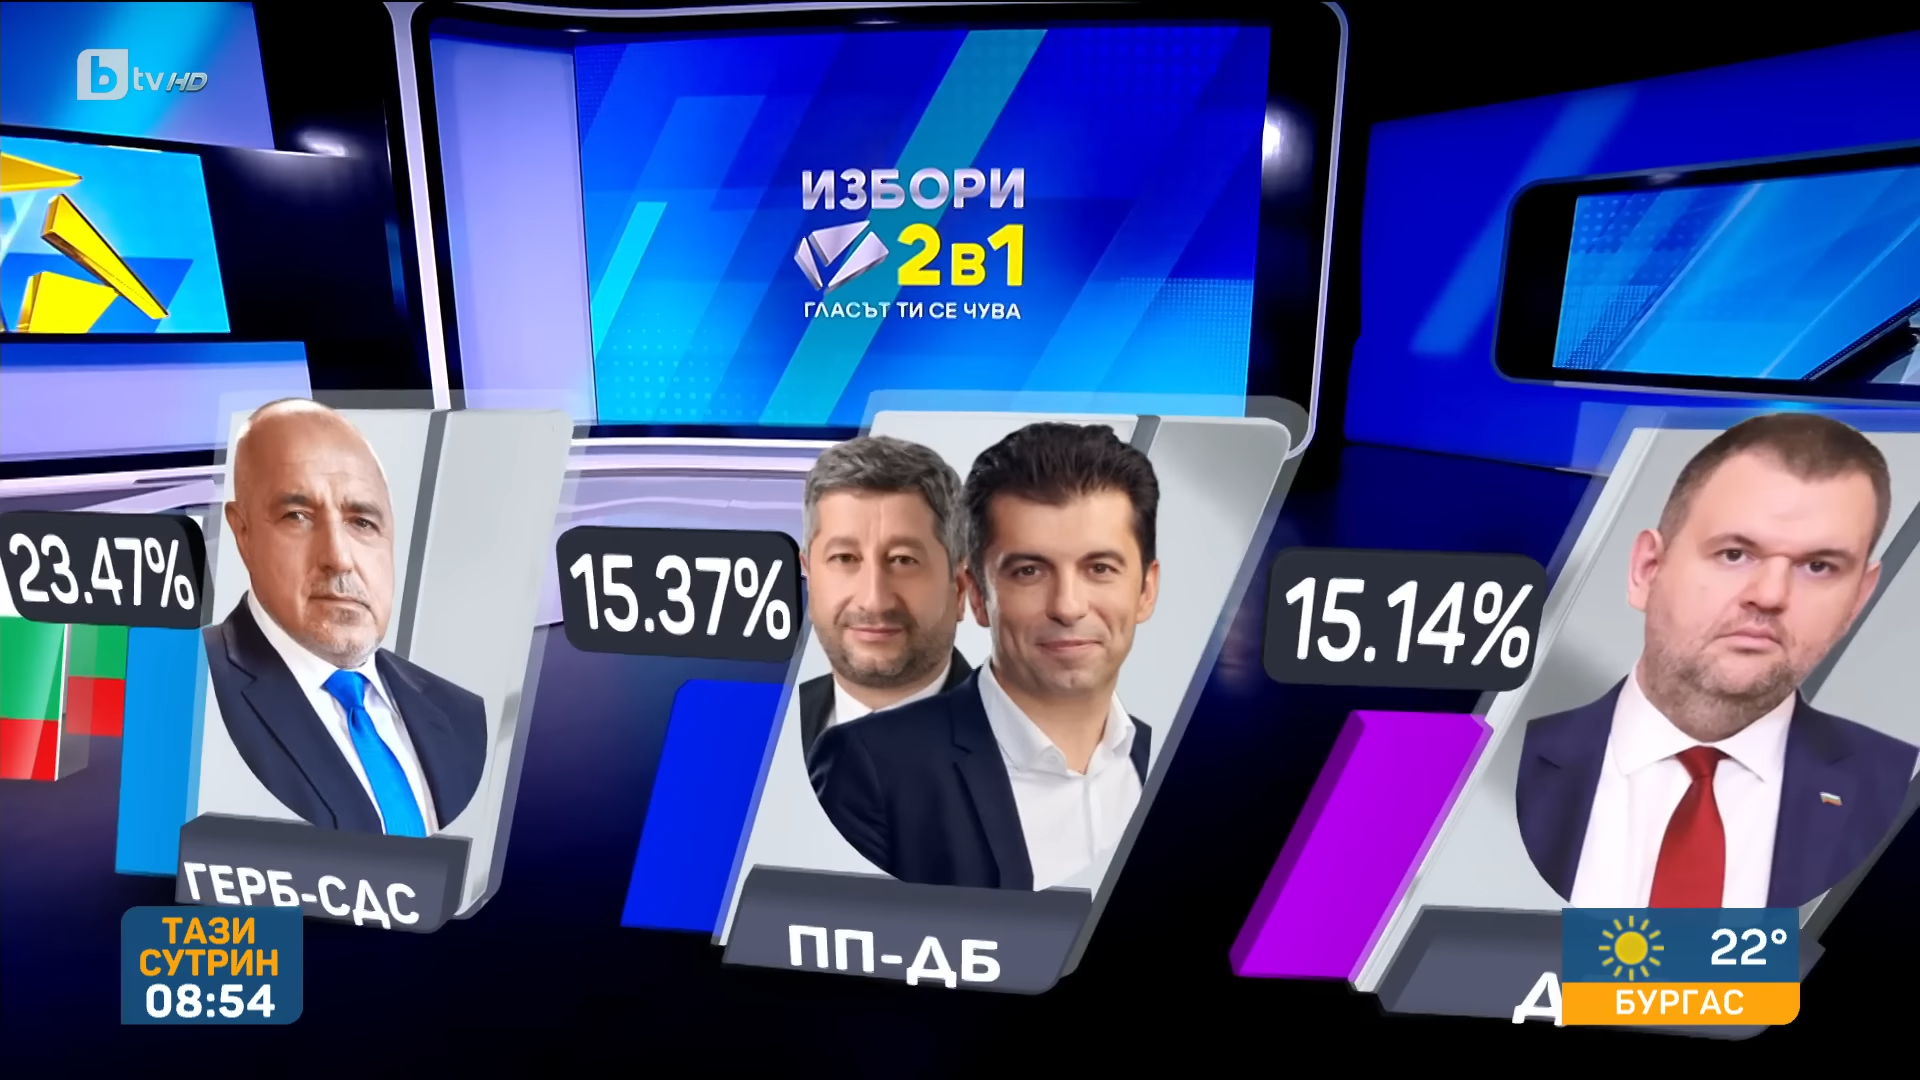 btv HD
ИЗБОРИ
2в1
ГЛАСЪТ ТИ СЕ ЧУВА
23.47%
15.37%
15.14%
ГЕРБ-СДС
ПП-ДБ
ТАЗИ
СУТРИН
08:54
22°
БУРГАС